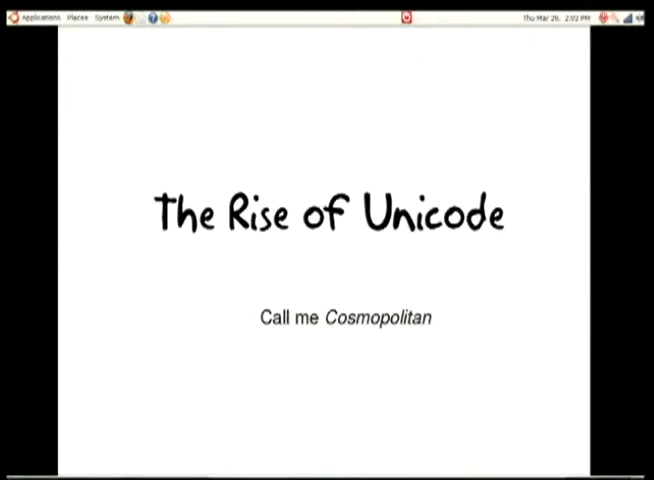 Applications Places System Thu Mar 20, 2:02 PM
The Rise of Unicode
Call me Cosmopolitan